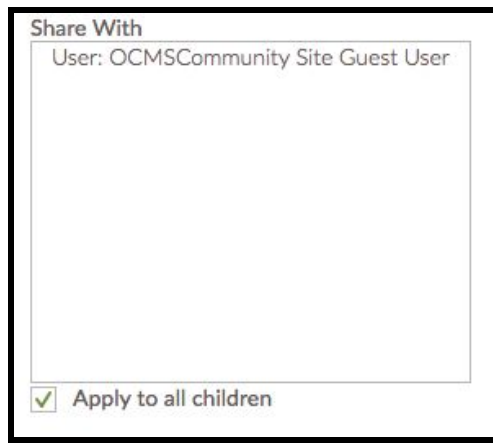 Share With
User: OCMSCommunity Site Guest User
Apply to all children